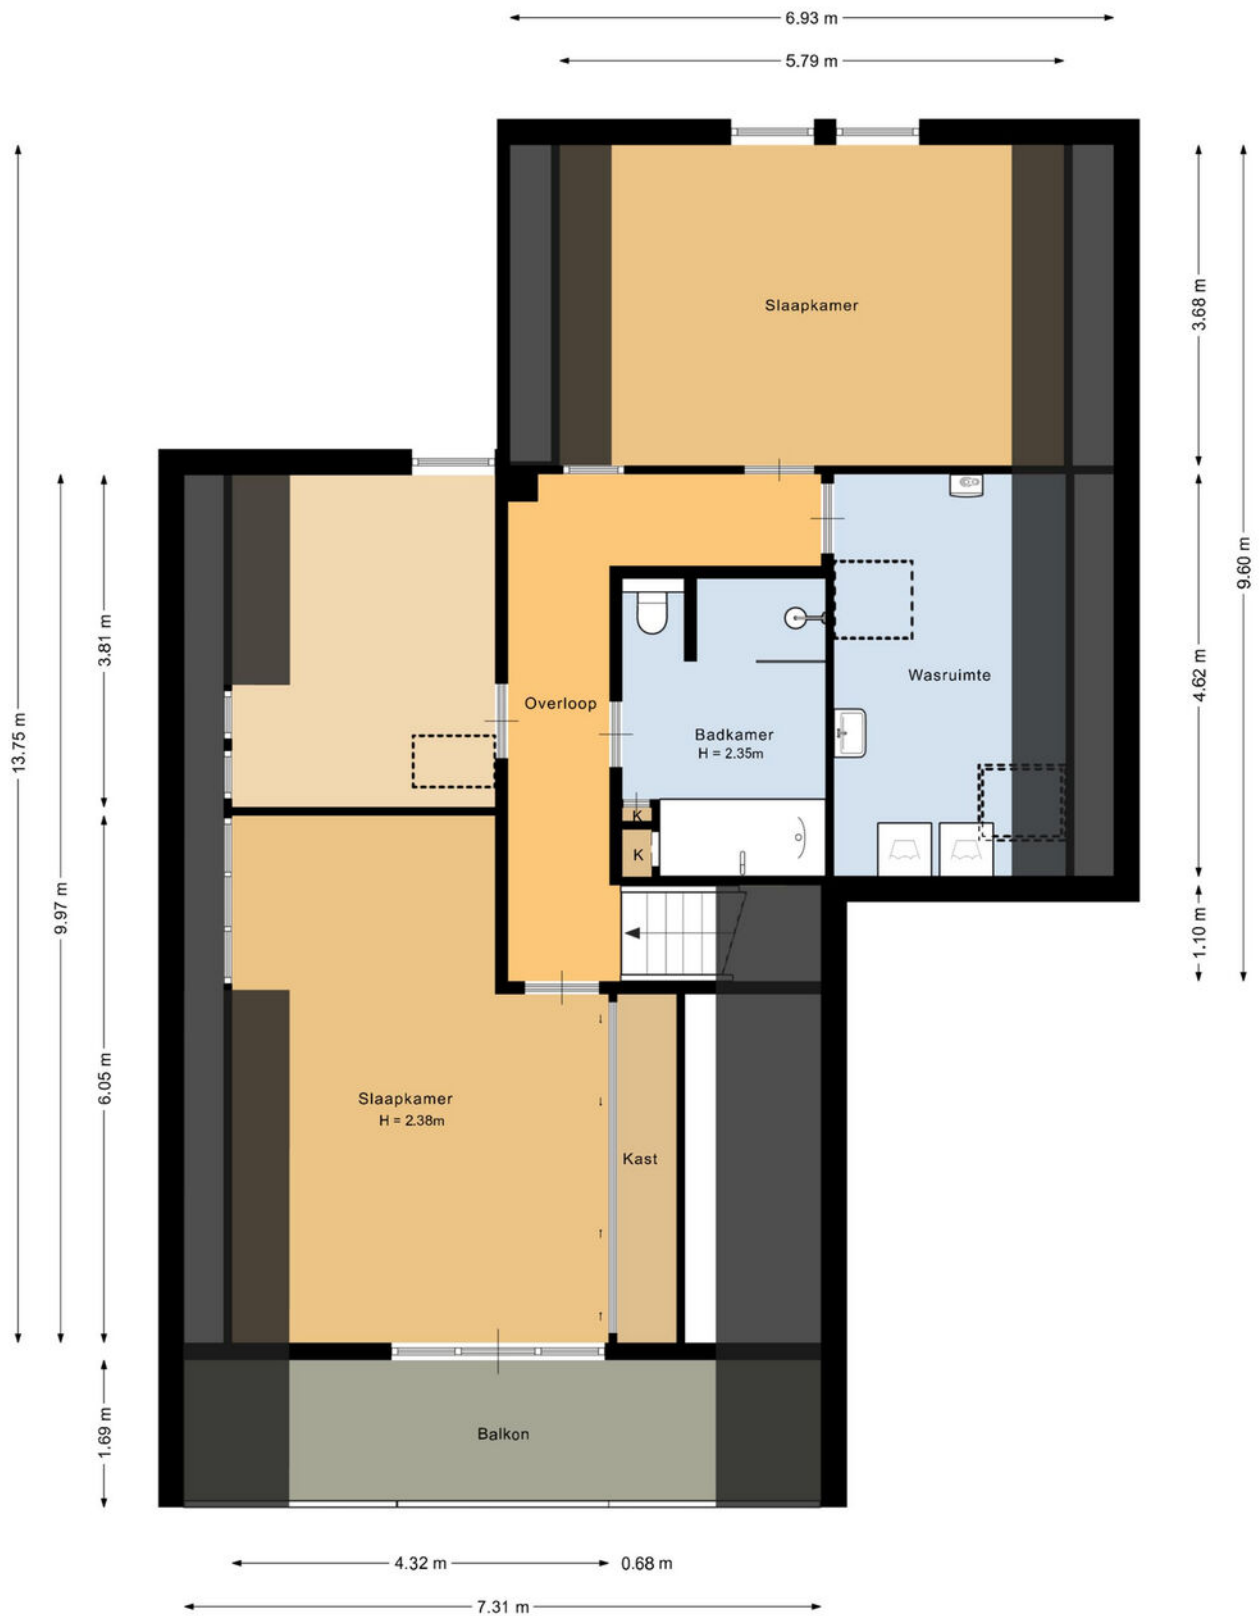 6.93 m
5.79 m
Slaapkamer
3.68 m
9.60 m
3.81 m
13.75 m
Overloop
Wasruimte
4.62 m
Badkamer
H = 2.35m
K
K
9.97 m
1.10 m
6.05 m
Slaapkamer
H = 2.38m
Kast
1.69 m
Balkon
4.32 m
0.68 m
7.31 m